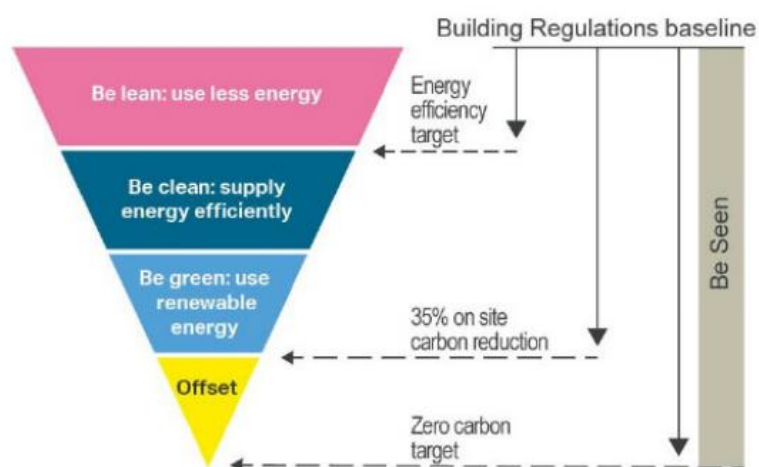 Building Regulations baseline
Be lean: use less energy
Energy
efficiency
target
Be clean: supply
energy efficiently
Be green: use
renewable
energy
35% on site
carbon reduction
Offset
Zero carbon
target
Be Seen